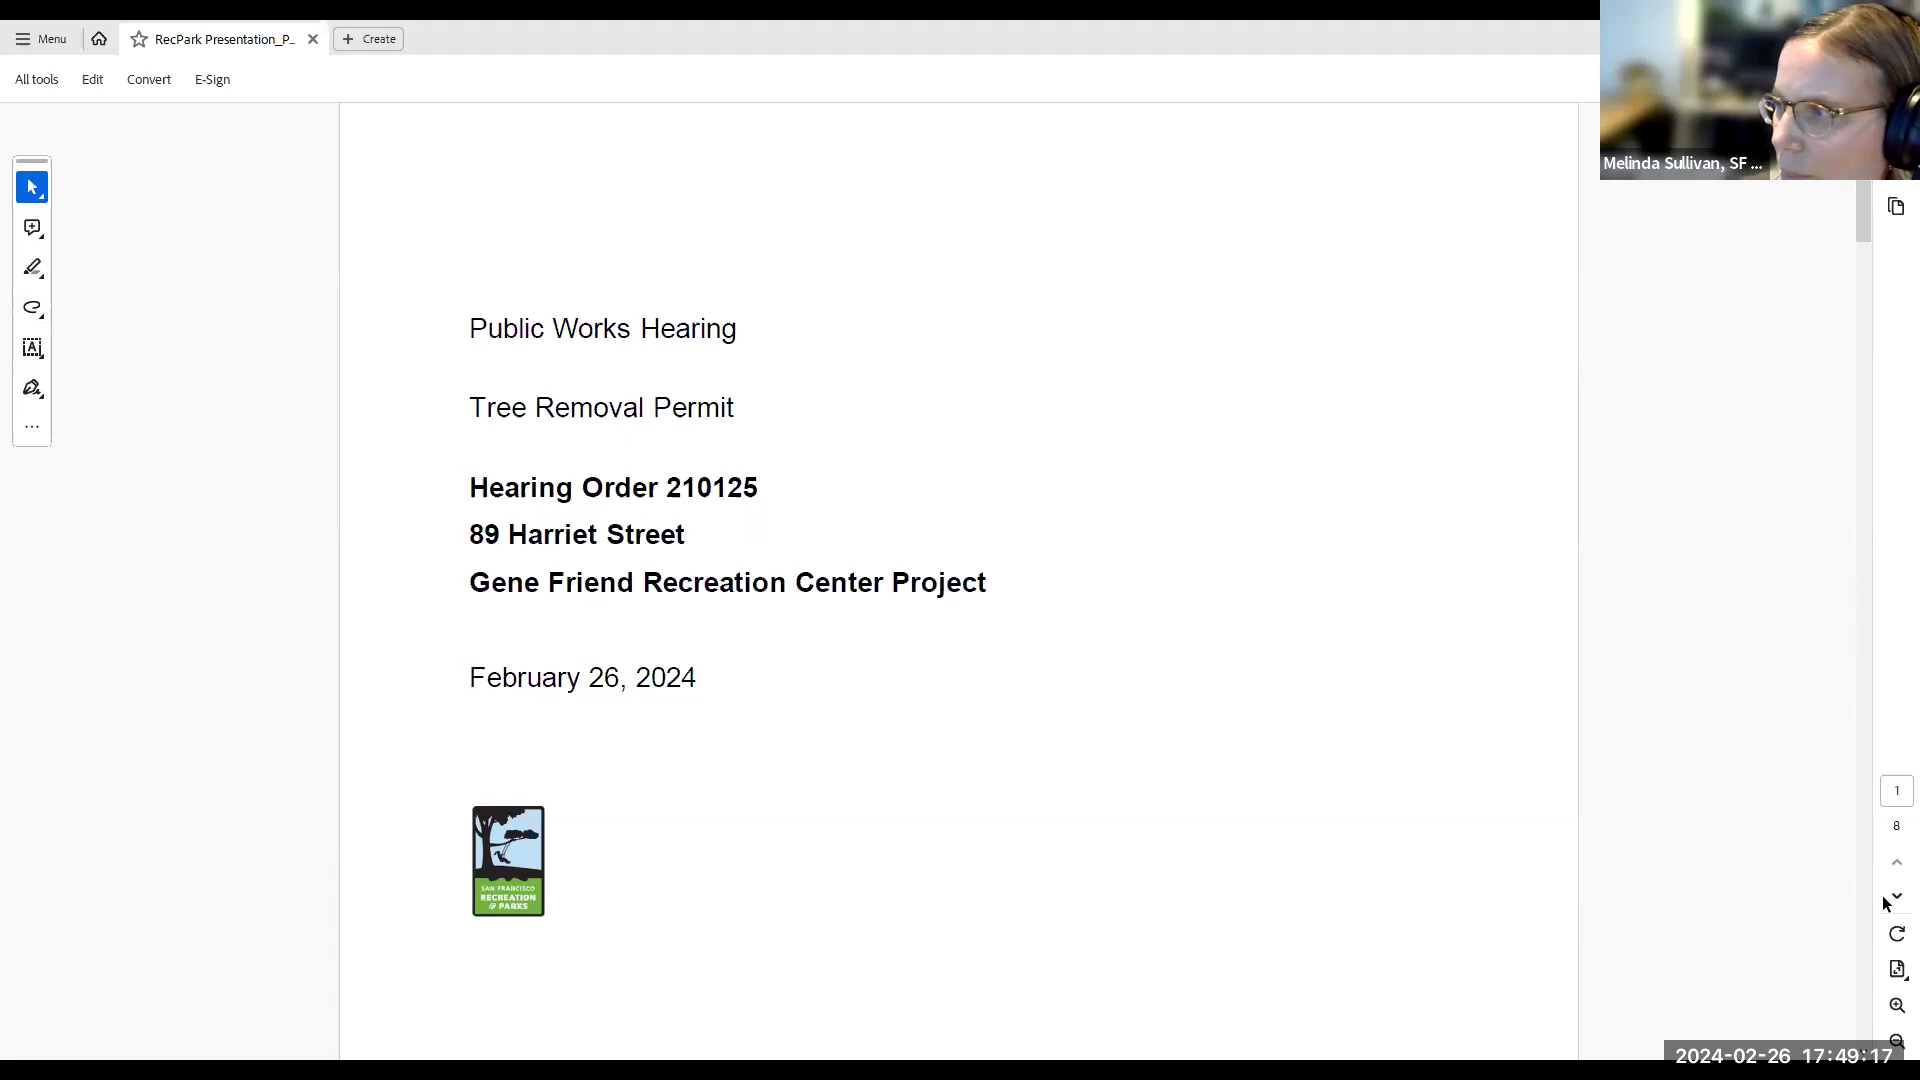 Menu
RecPark Presentation_P...
Create
All tools
Edit
Convert
E-Sign
Melinda Sullivan, SF ...
Public Works Hearing
Tree Removal Permit
Hearing Order 210125
89 Harriet Street
Gene Friend Recreation Center Project
February 26, 2024
SAN FRANCISCO
RECREATION
& PARKS
1
8
2024-02-26 17:49:17